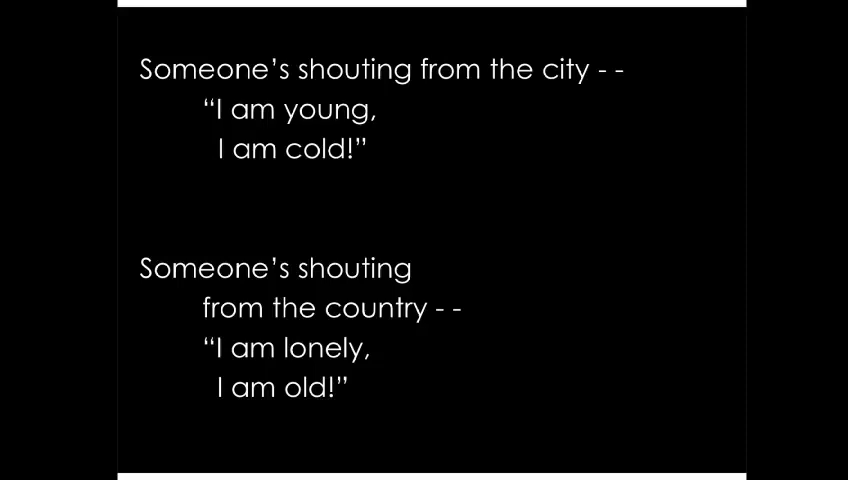 Someone’s shouting from the city - -
“I am young,
I am cold!”
Someone’s shouting
from the country - -
“I am lonely,
I am old!”